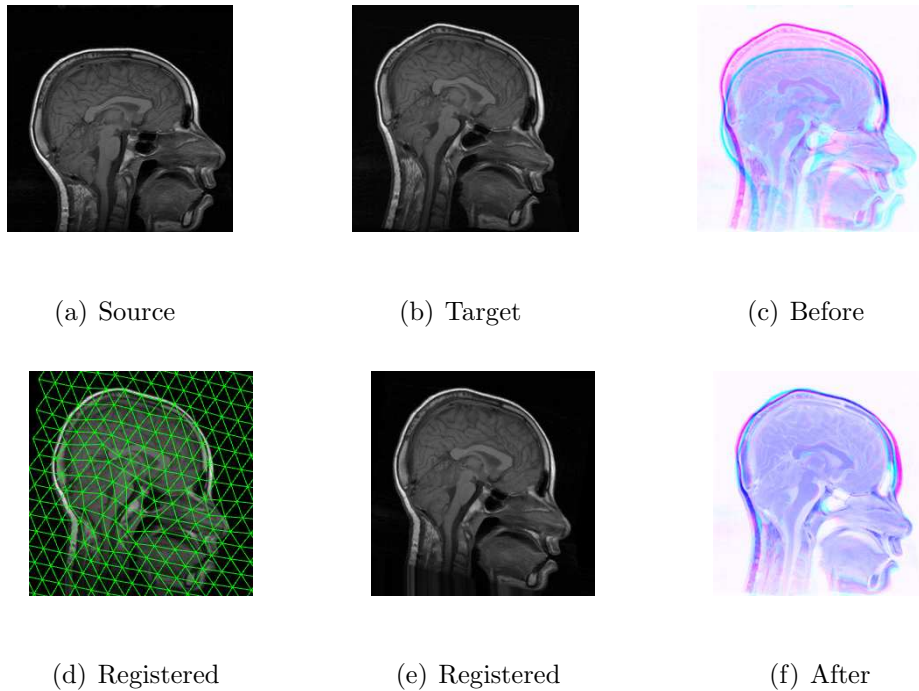 (a) Source
(b) Target
(c) Before
(d) Registered
(e) Registered
(f) After